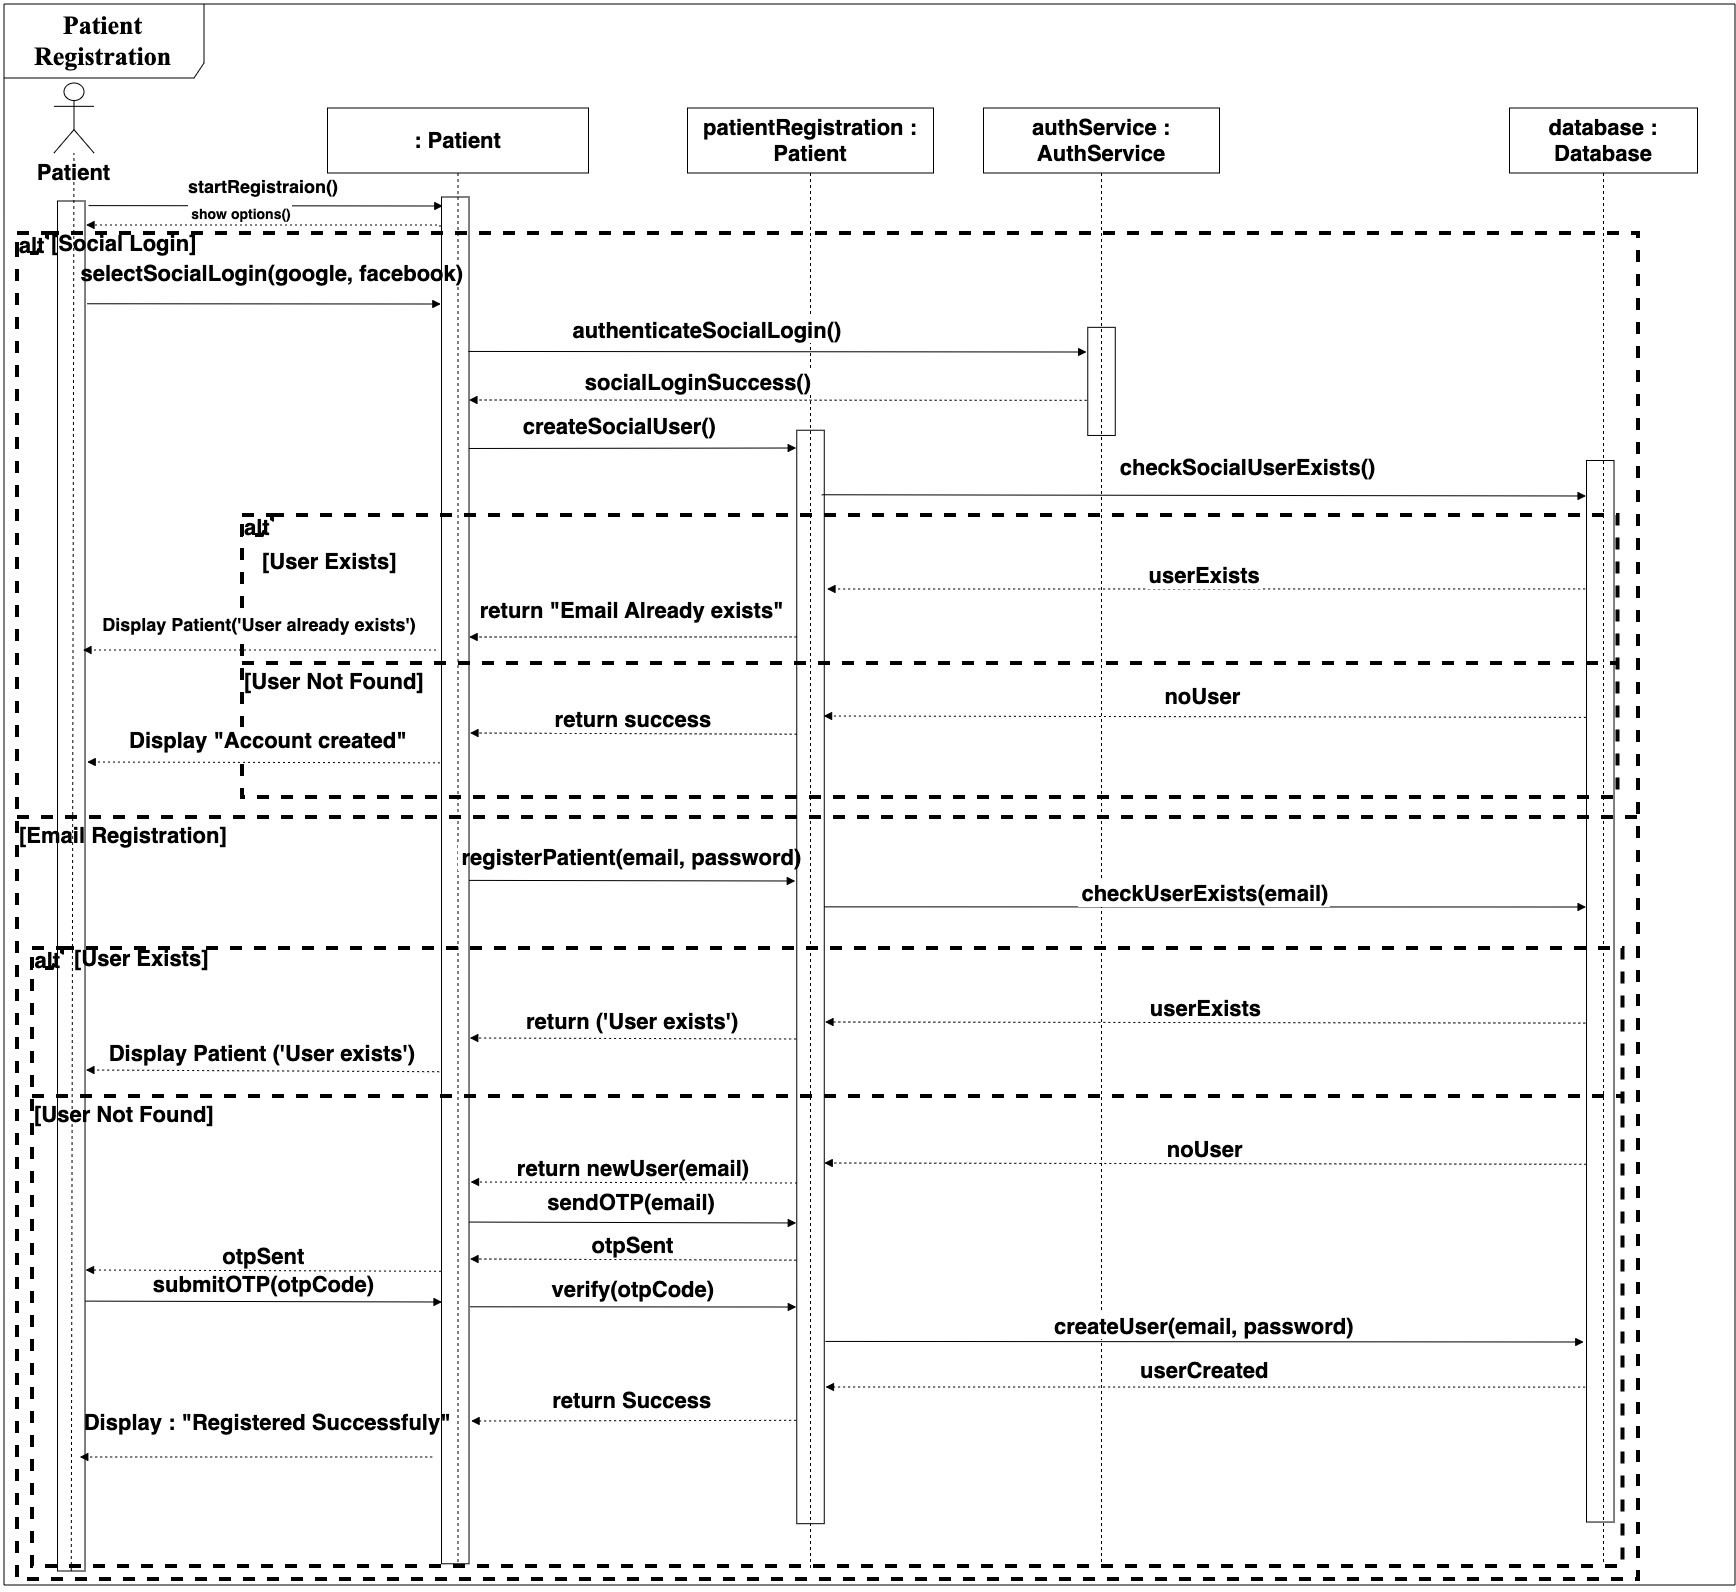 Patient
Registration
Patient
: Patient
patientRegistration :
Patient
authService :
AuthService
database :
Database
startRegistraion()
show options()
alt [Social Login]
selectSocialLogin(google, facebook)
authenticateSocialLogin()
socialLoginSuccess()
createSocialUser()
checkSocialUserExists()
alt
[User Exists]
userExists
return "Email Already exists"
Display Patient('User already exists')
[User Not Found]
noUser
return success
Display "Account created"
[Email Registration]
registerPatient(email, password)
checkUserExists(email)
alt [User Exists]
userExists
return ('User exists')
Display Patient ('User exists')
[User Not Found]
noUser
return newUser(email)
sendOTP(email)
otpSent
otpSent
submitOTP(otpCode)
verify(otpCode)
createUser(email, password)
userCreated
return Success
Display : "Registered Successfuly"